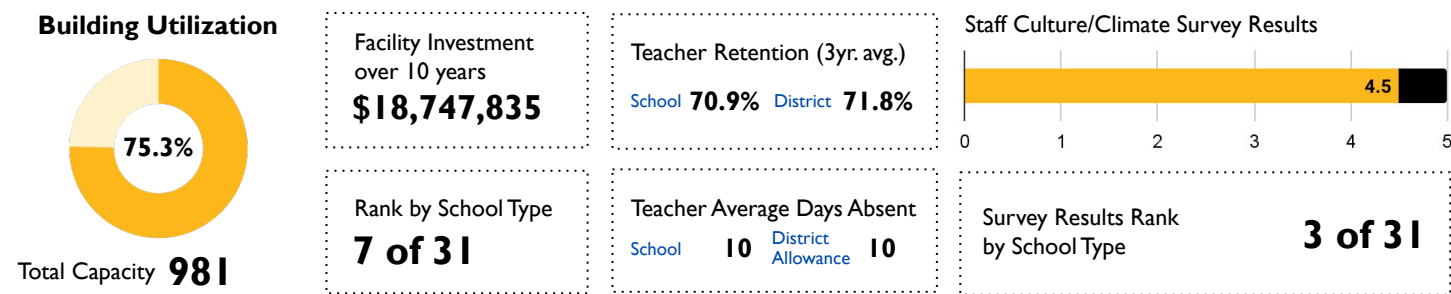 Building Utilization
75.3%
Total Capacity 981
Facility Investment
over 10 years
$18,747,835
Rank by School Type
7 of 31
Teacher Retention (3yr. avg.)
School 70.9% District 71.8%
Teacher Average Days Absent
School 10 District Allowance 10
Staff Culture/Climate Survey Results
4.5
0 1 2 3 4 5
Survey Results Rank
by School Type
3 of 31